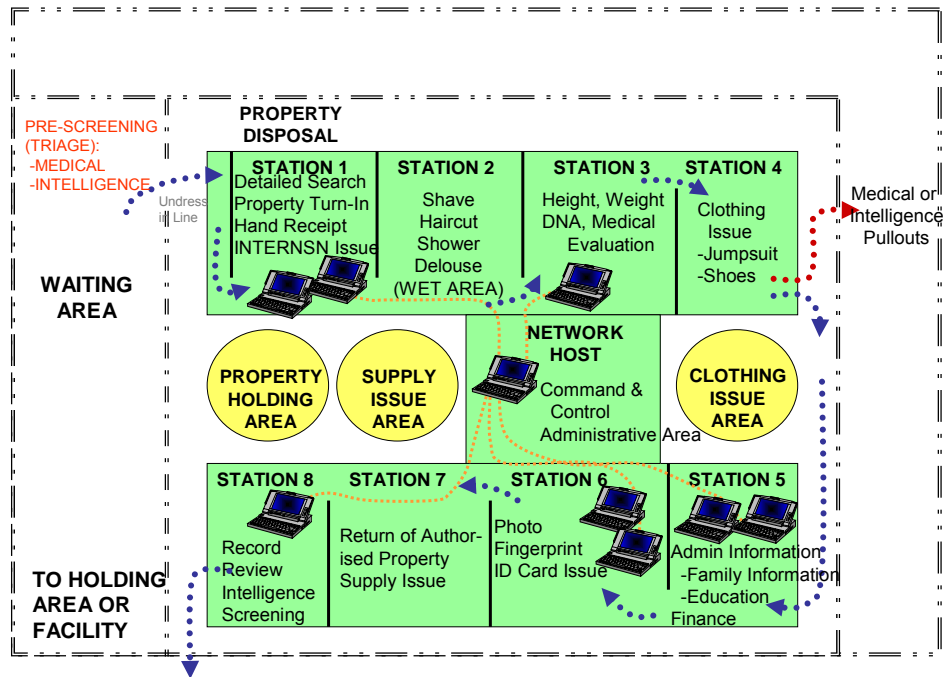 PROPERTY
DISPOSAL
PRE-SCREENING
(TRIAGE):
-MEDICAL
-INTELLIGENCE
Undress
in Line
WAITING
AREA
STATION 1
Detailed Search
Property Turn-In
Hand Receipt
INTERNSN Issue
STATION 2
Shave
Haircut
Shower
Delouse
(WET AREA)
STATION 3
Height, Weight
DNA, Medical
Evaluation
STATION 4
Clothing
Issue
-Jumpsuit
-Shoes
Medical or
Intelligence
Pullouts
PROPERTY
HOLDING
AREA
SUPPLY
ISSUE
AREA
NETWORK
HOST
Command &
Control
Administrative Area
CLOTHING
ISSUE
AREA
STATION 8
Record
Review
Intelligence
Screening
STATION 7
Return of Author-
ised Property
Supply Issue
STATION 6
Photo
Fingerprint
ID Card Issue
STATION 5
Admin Information
-Family Information
-Education
Finance
TO HOLDING
AREA OR
FACILITY